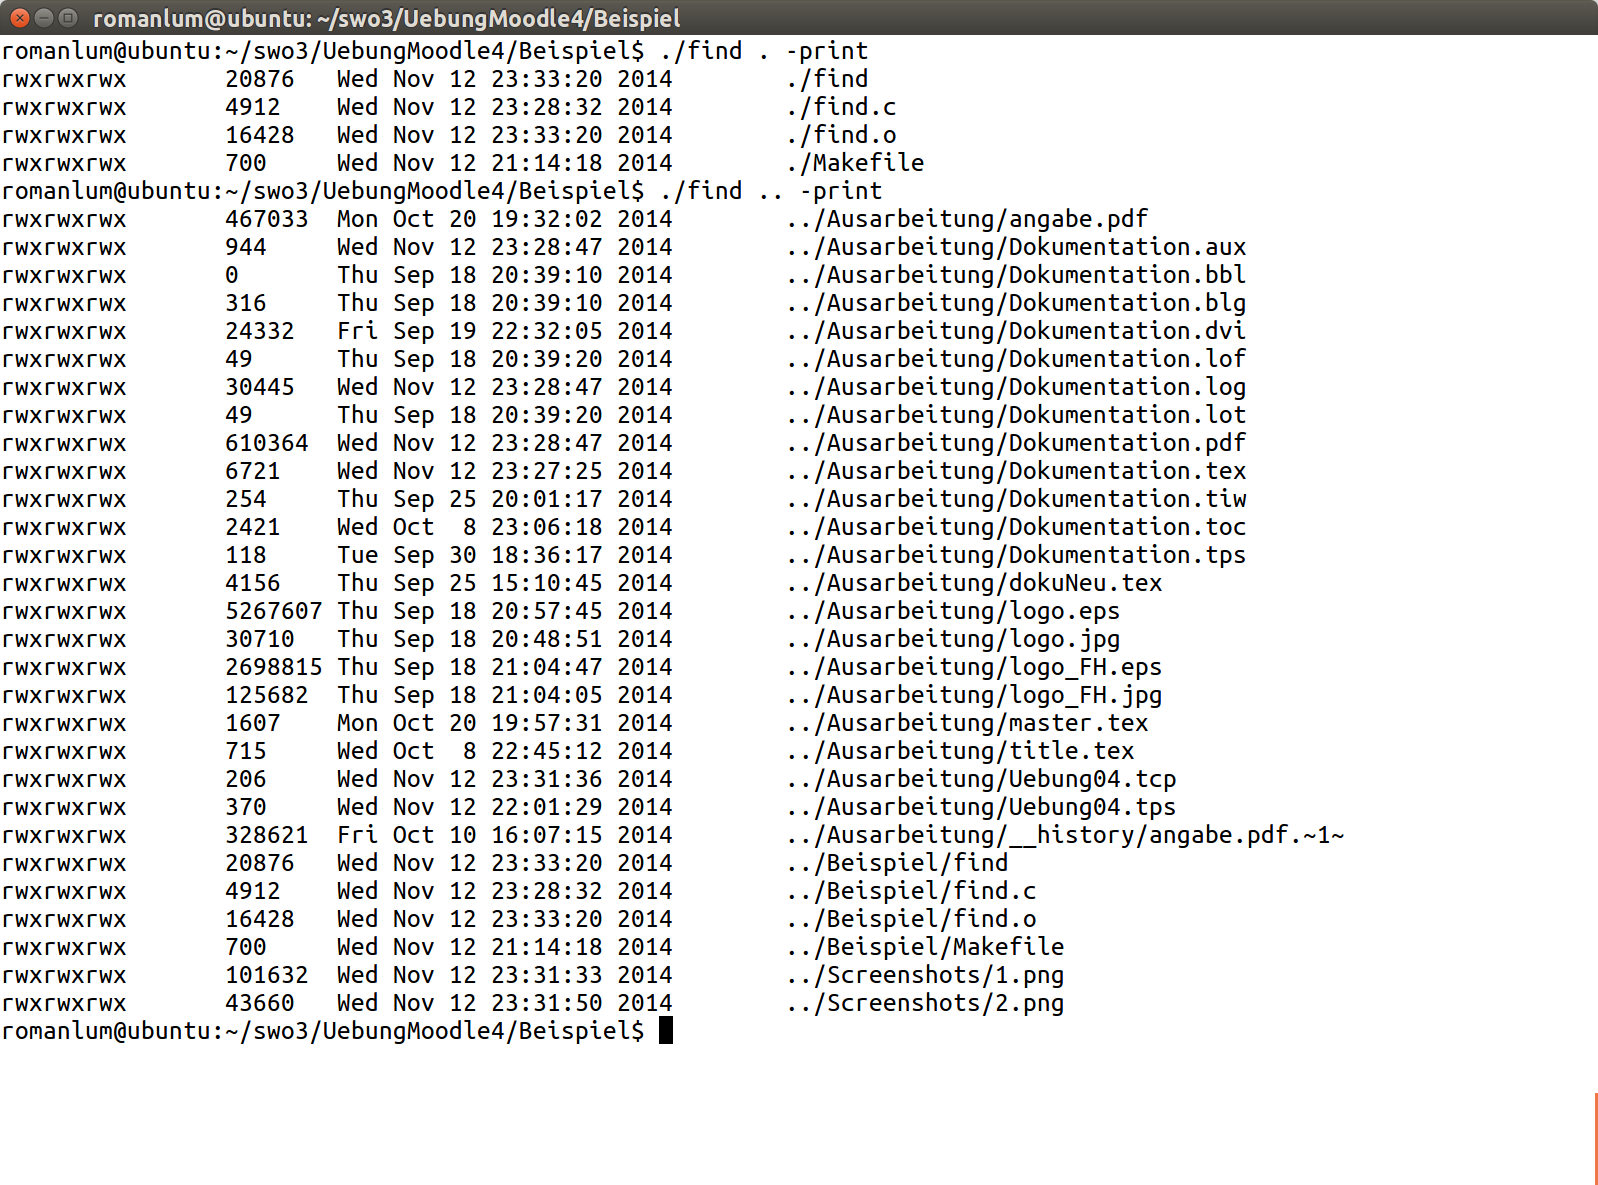 romanlum@ubuntu: ~/swo3/UebungMoodle4/Beispiel
romanlum@ubuntu:~/swo3/UebungMoodle4/Beispiel$ ./find . -print
rwxrwxrwx       20876   Wed Nov 12 23:33:20 2014        ./find
rwxrwxrwx       4912    Wed Nov 12 23:28:32 2014        ./find.c
rwxrwxrwx       16428   Wed Nov 12 23:33:20 2014        ./find.o
rwxrwxrwx       700     Wed Nov 12 21:14:18 2014        ./Makefile
romanlum@ubuntu:~/swo3/UebungMoodle4/Beispiel$ ./find .. -print
rwxrwxrwx       467033  Mon Oct 20 19:32:02 2014        ../Ausarbeitung/angabe.pdf
rwxrwxrwx       944     Wed Nov 12 23:28:47 2014        ../Ausarbeitung/Dokumentation.aux
rwxrwxrwx       0       Thu Sep 18 20:39:10 2014        ../Ausarbeitung/Dokumentation.bbl
rwxrwxrwx       316     Thu Sep 18 20:39:10 2014        ../Ausarbeitung/Dokumentation.blg
rwxrwxrwx       24332   Fri Sep 19 22:32:05 2014        ../Ausarbeitung/Dokumentation.dvi
rwxrwxrwx       49      Thu Sep 18 20:39:20 2014        ../Ausarbeitung/Dokumentation.lof
rwxrwxrwx       30445   Wed Nov 12 23:28:47 2014        ../Ausarbeitung/Dokumentation.log
rwxrwxrwx       49      Thu Sep 18 20:39:20 2014        ../Ausarbeitung/Dokumentation.lot
rwxrwxrwx       610364  Wed Nov 12 23:28:47 2014        ../Ausarbeitung/Dokumentation.pdf
rwxrwxrwx       6721    Wed Nov 12 23:27:25 2014        ../Ausarbeitung/Dokumentation.tex
rwxrwxrwx       254     Thu Sep 25 20:01:17 2014        ../Ausarbeitung/Dokumentation.tiw
rwxrwxrwx       2421    Wed Oct  8 23:06:18 2014        ../Ausarbeitung/Dokumentation.toc
rwxrwxrwx       118     Tue Sep 30 18:36:17 2014        ../Ausarbeitung/Dokumentation.tps
rwxrwxrwx       4156    Thu Sep 25 15:10:45 2014        ../Ausarbeitung/dokuNeu.tex
rwxrwxrwx       5267607 Thu Sep 18 20:57:45 2014        ../Ausarbeitung/logo.eps
rwxrwxrwx       30710   Thu Sep 18 20:48:51 2014        ../Ausarbeitung/logo.jpg
rwxrwxrwx       2698815 Thu Sep 18 21:04:47 2014        ../Ausarbeitung/logo_FH.eps
rwxrwxrwx       125682  Thu Sep 18 21:04:05 2014        ../Ausarbeitung/logo_FH.jpg
rwxrwxrwx       1607    Mon Oct 20 19:57:31 2014        ../Ausarbeitung/master.tex
rwxrwxrwx       715     Wed Oct  8 22:45:12 2014        ../Ausarbeitung/title.tex
rwxrwxrwx       206     Wed Nov 12 23:31:36 2014        ../Ausarbeitung/Uebung04.tcp
rwxrwxrwx       370     Wed Nov 12 22:01:29 2014        ../Ausarbeitung/Uebung04.tps
rwxrwxrwx       328621  Fri Oct 10 16:07:15 2014        ../Ausarbeitung/__history/angabe.pdf.~1~
rwxrwxrwx       20876   Wed Nov 12 23:33:20 2014        ../Beispiel/find
rwxrwxrwx       4912    Wed Nov 12 23:28:32 2014        ../Beispiel/find.c
rwxrwxrwx       16428   Wed Nov 12 23:33:20 2014        ../Beispiel/find.o
rwxrwxrwx       700     Wed Nov 12 21:14:18 2014        ../Beispiel/Makefile
rwxrwxrwx       101632  Wed Nov 12 23:31:33 2014        ../Screenshots/1.png
rwxrwxrwx       43660   Wed Nov 12 23:31:50 2014        ../Screenshots/2.png
romanlum@ubuntu:~/swo3/UebungMoodle4/Beispiel$